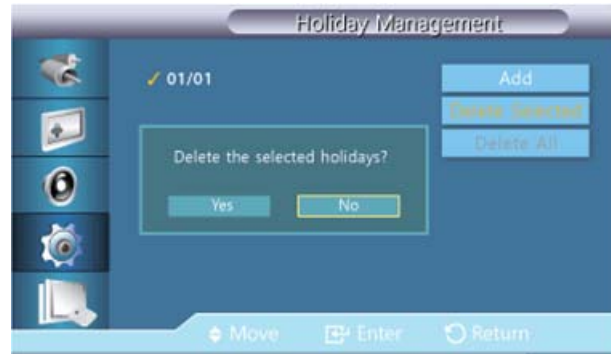 Holiday Management
✓ 01/01
Add
Delete Selected
Delete All
Delete the selected holidays?
Yes
No
Move
Enter
Return